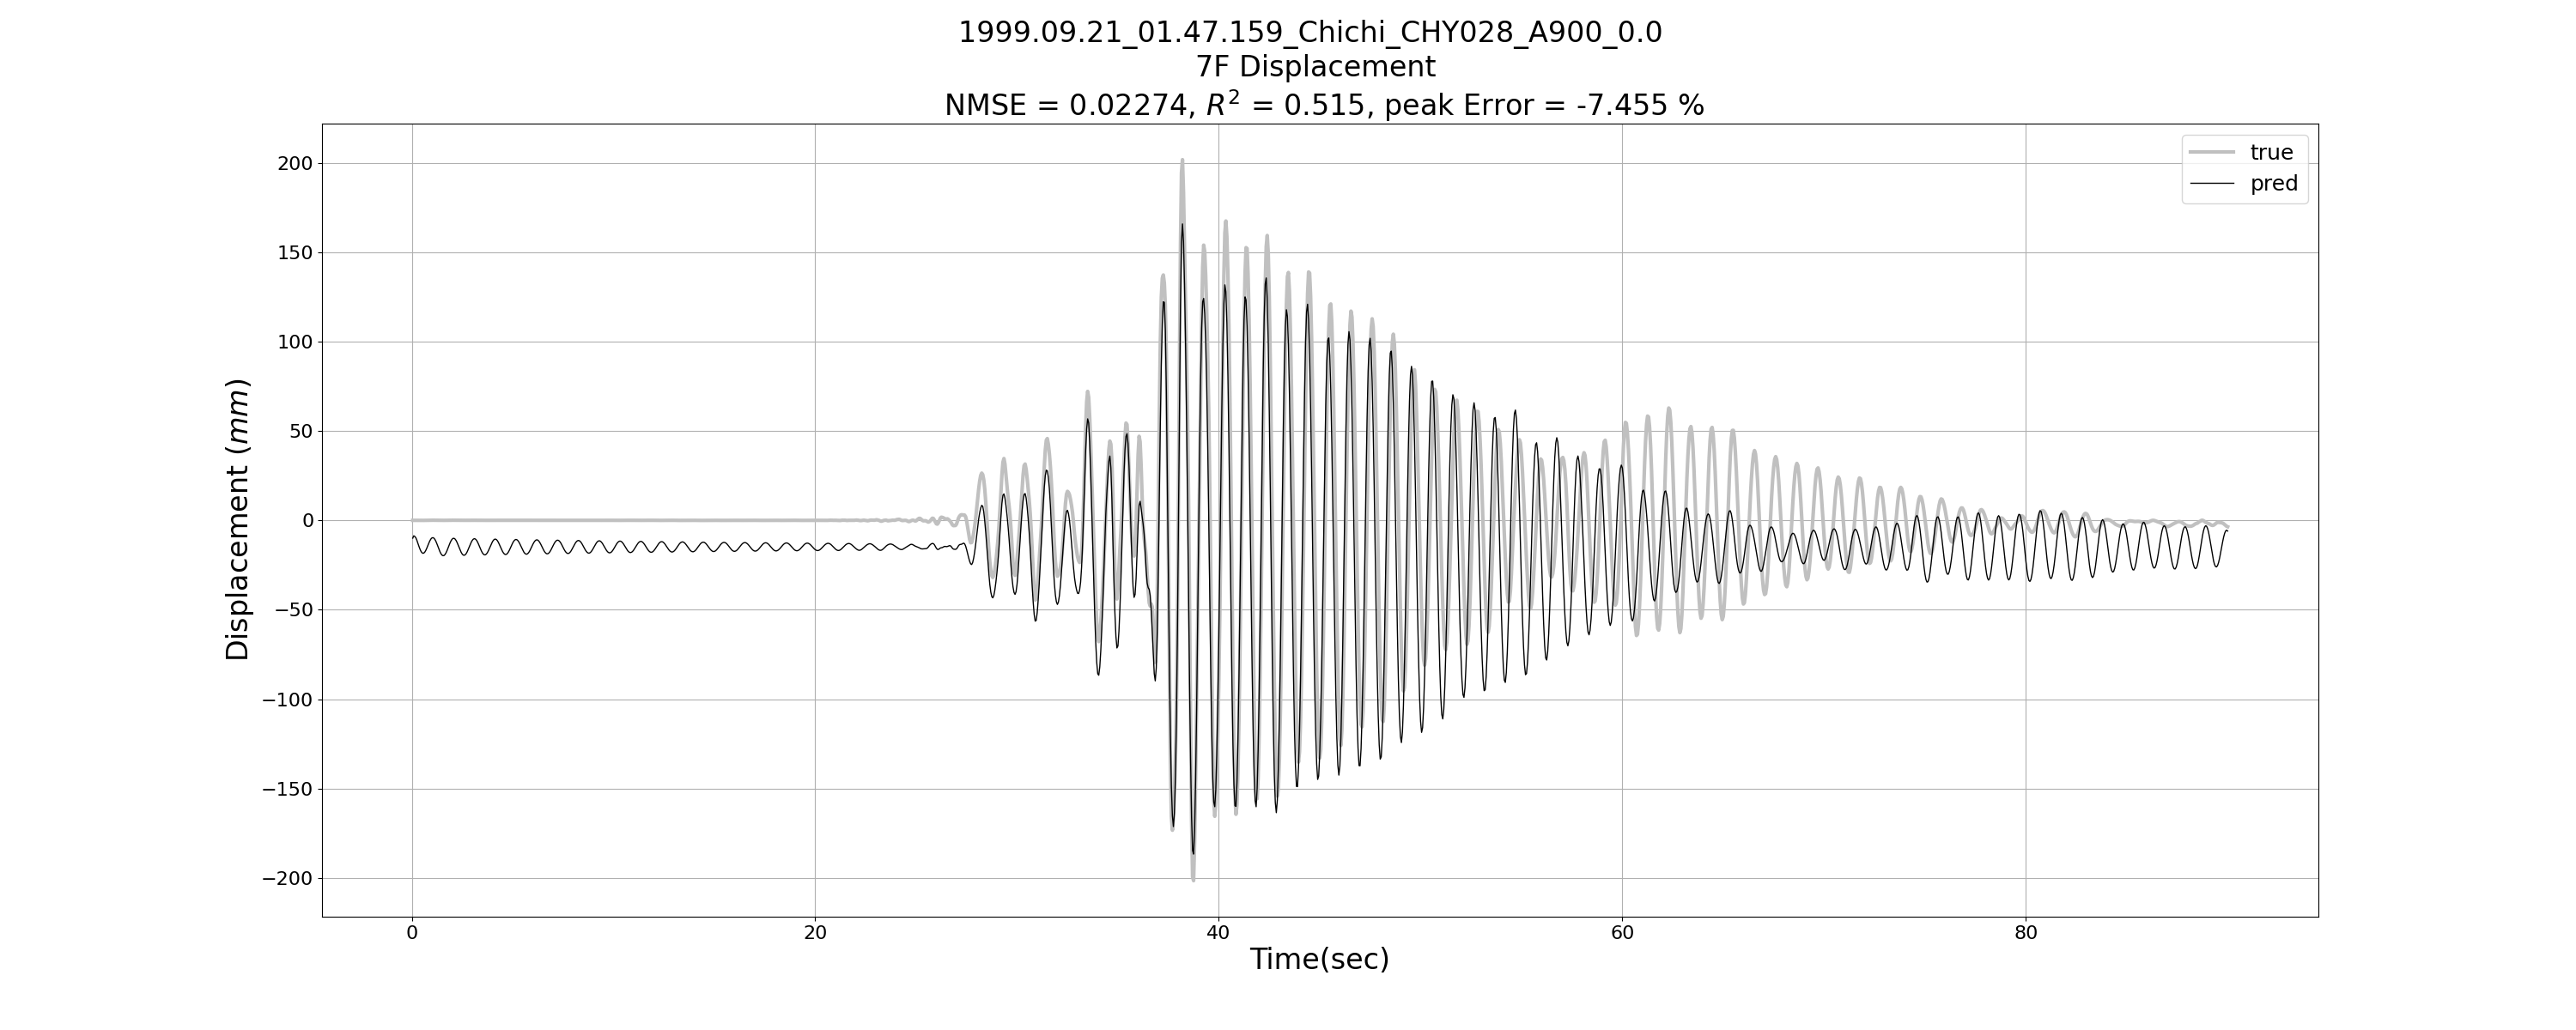 1999.09.21_01.47.159_Chichi_CHY028_A900_0.0
7F Displacement
NMSE = 0.02274, R² = 0.515, peak Error = -7.455 %
true
pred
Displacement (mm)
200
150
100
50
0
−50
−100
−150
−200
0 20 40 60 80
Time(sec)